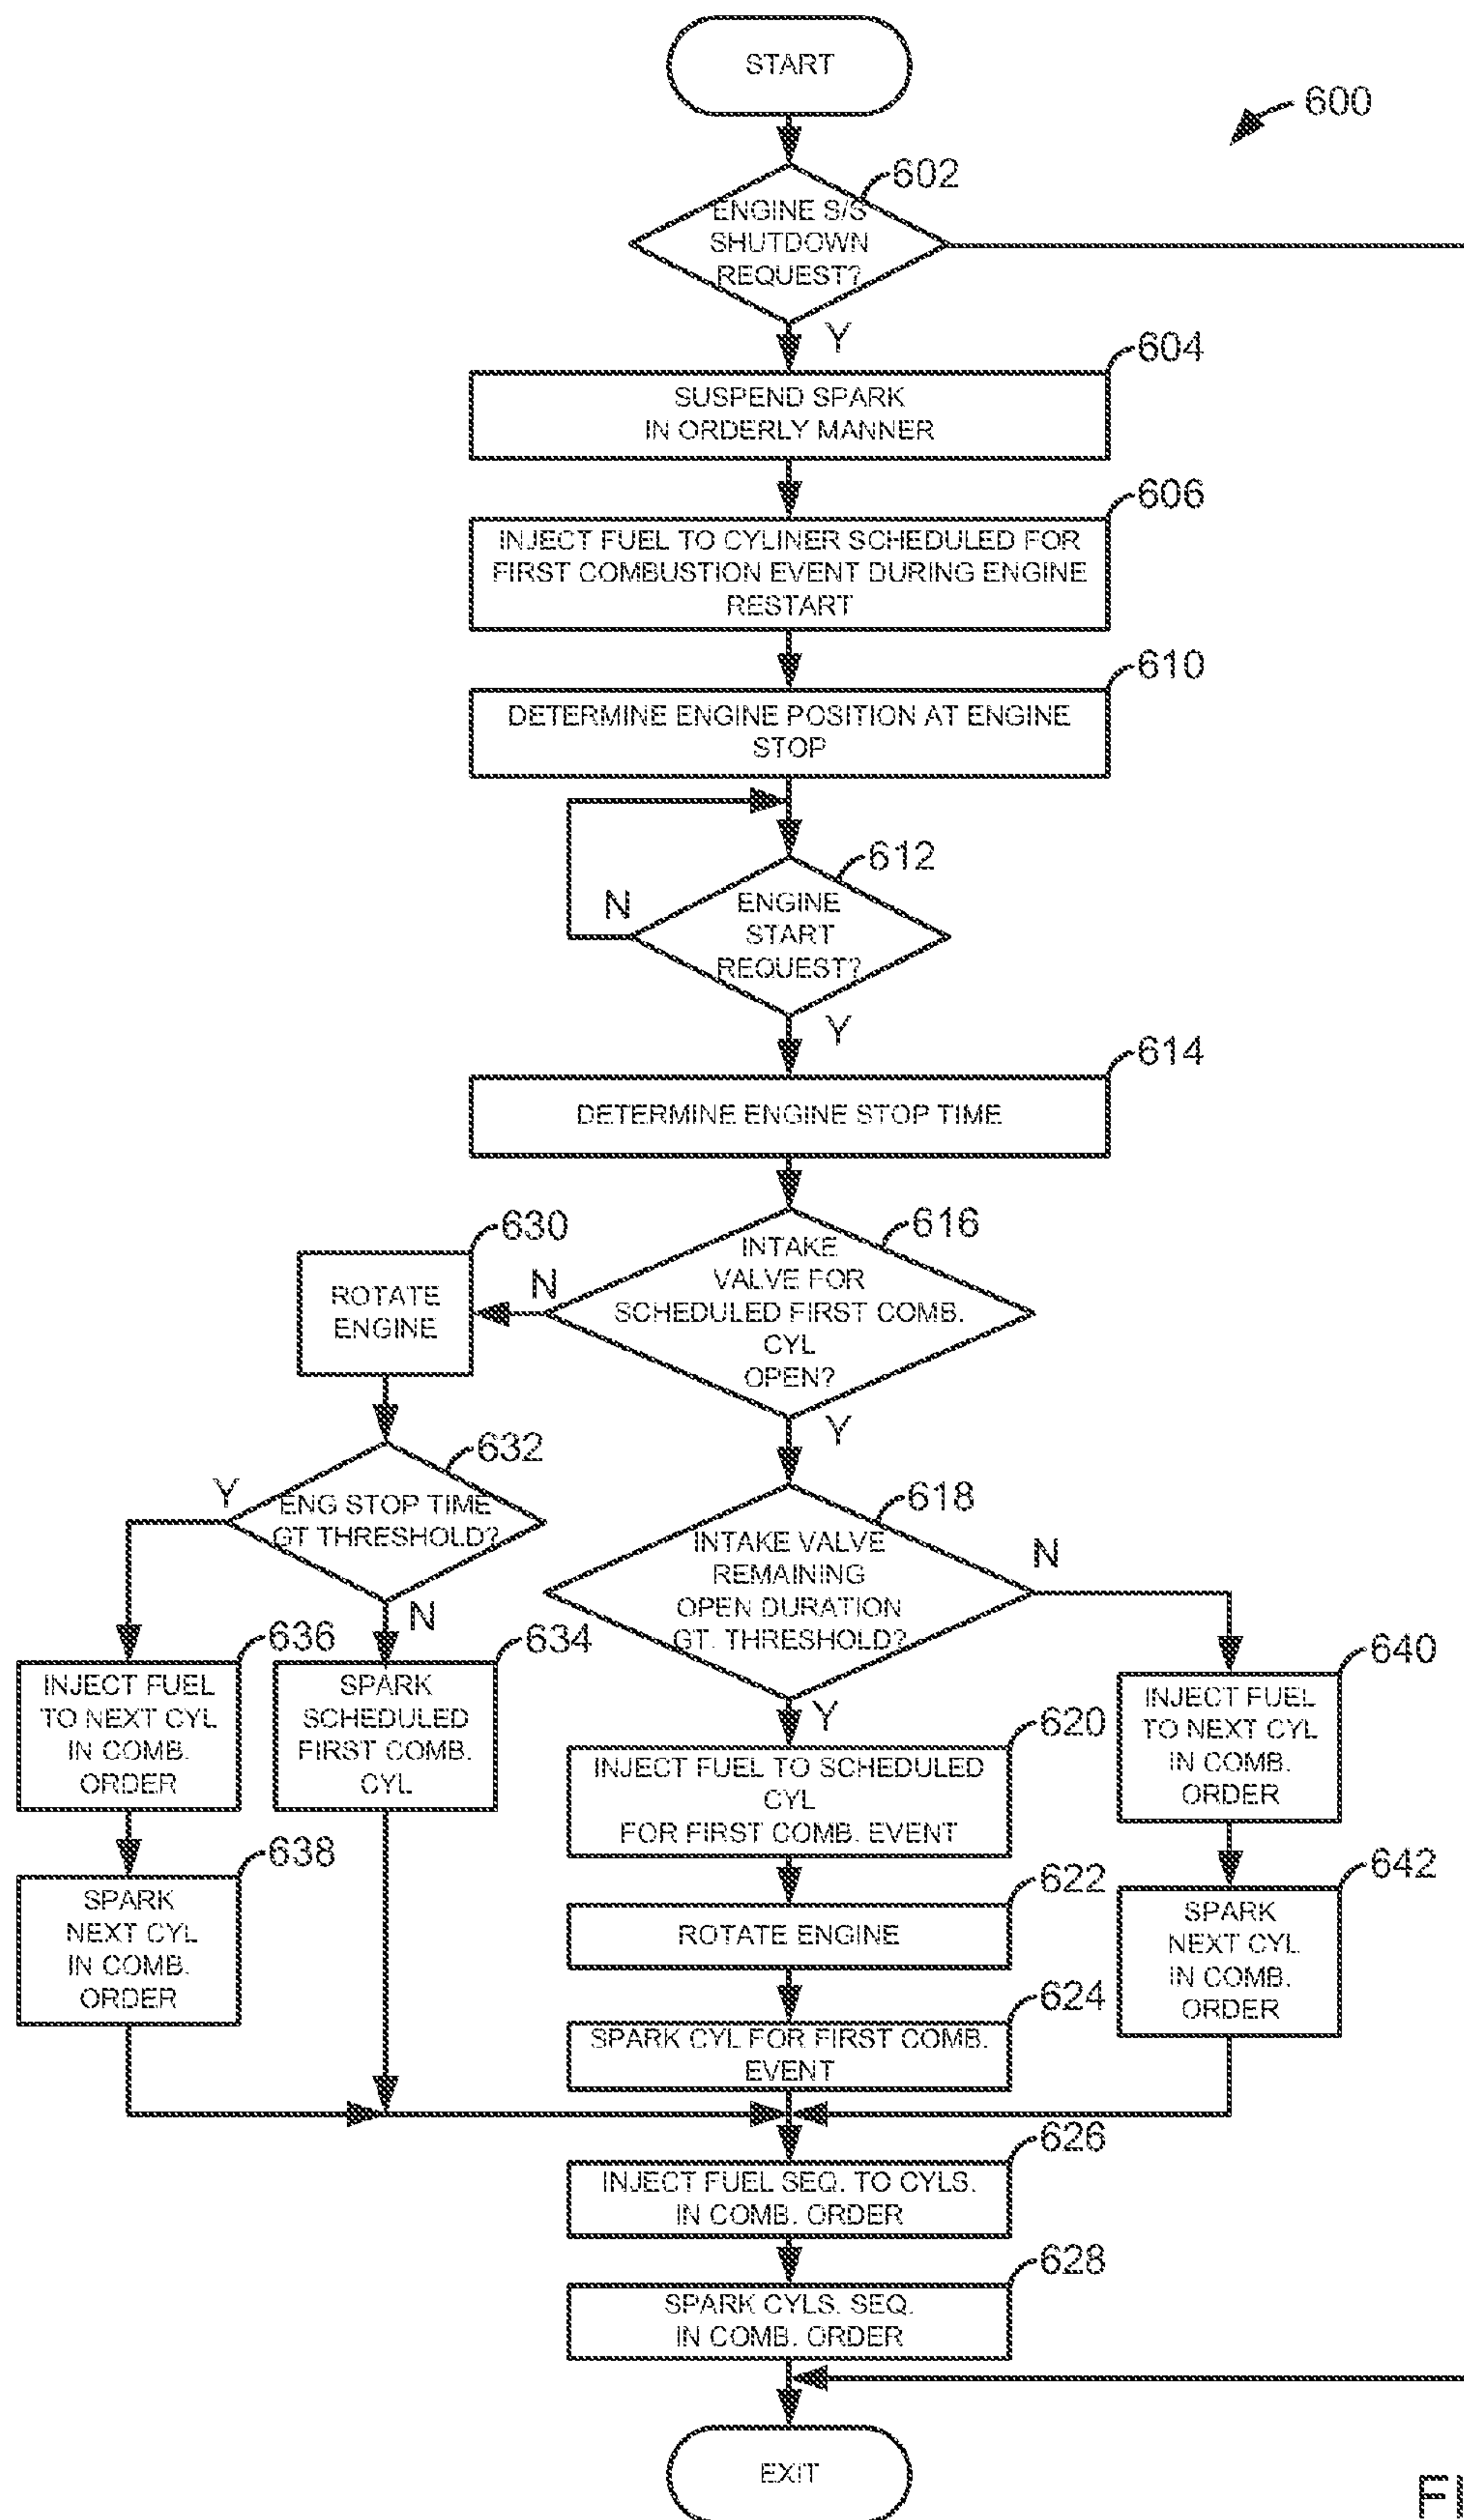 START
600
602
ENGINE S/S
SHUTDOWN
REQUEST?
Y
604
SUSPEND SPARK
IN ORDERLY MANNER
606
INJECT FUEL TO CYLINER SCHEDULED FOR
FIRST COMBUSTION EVENT DURING ENGINE
RESTART
610
DETERMINE ENGINE POSITION AT ENGINE
STOP
612
N
ENGINE
START
REQUEST?
Y
614
DETERMINE ENGINE STOP TIME
616
INTAKE
VALVE FOR
SCHEDULED FIRST COMB.
CYL
OPEN?
N
Y
630
ROTATE
ENGINE
632
Y
ENG STOP TIME
GT THRESHOLD?
N
618
INTAKE VALVE
REMAINING
OPEN DURATION
GT. THRESHOLD?
N
Y
636
INJECT FUEL
TO NEXT CYL
IN COMB.
ORDER
634
SPARK
SCHEDULED
FIRST COMB.
CYL
620
INJECT FUEL TO SCHEDULED
CYL
FOR FIRST COMB. EVENT
640
INJECT FUEL
TO NEXT CYL
IN COMB.
ORDER
638
SPARK
NEXT CYL
IN COMB.
ORDER
622
ROTATE ENGINE
642
SPARK
NEXT CYL
IN COMB.
ORDER
624
SPARK CYL FOR FIRST COMB.
EVENT
626
INJECT FUEL SEQ. TO CYLS.
IN COMB. ORDER
628
SPARK CYLS. SEQ.
IN COMB. ORDER
EXIT